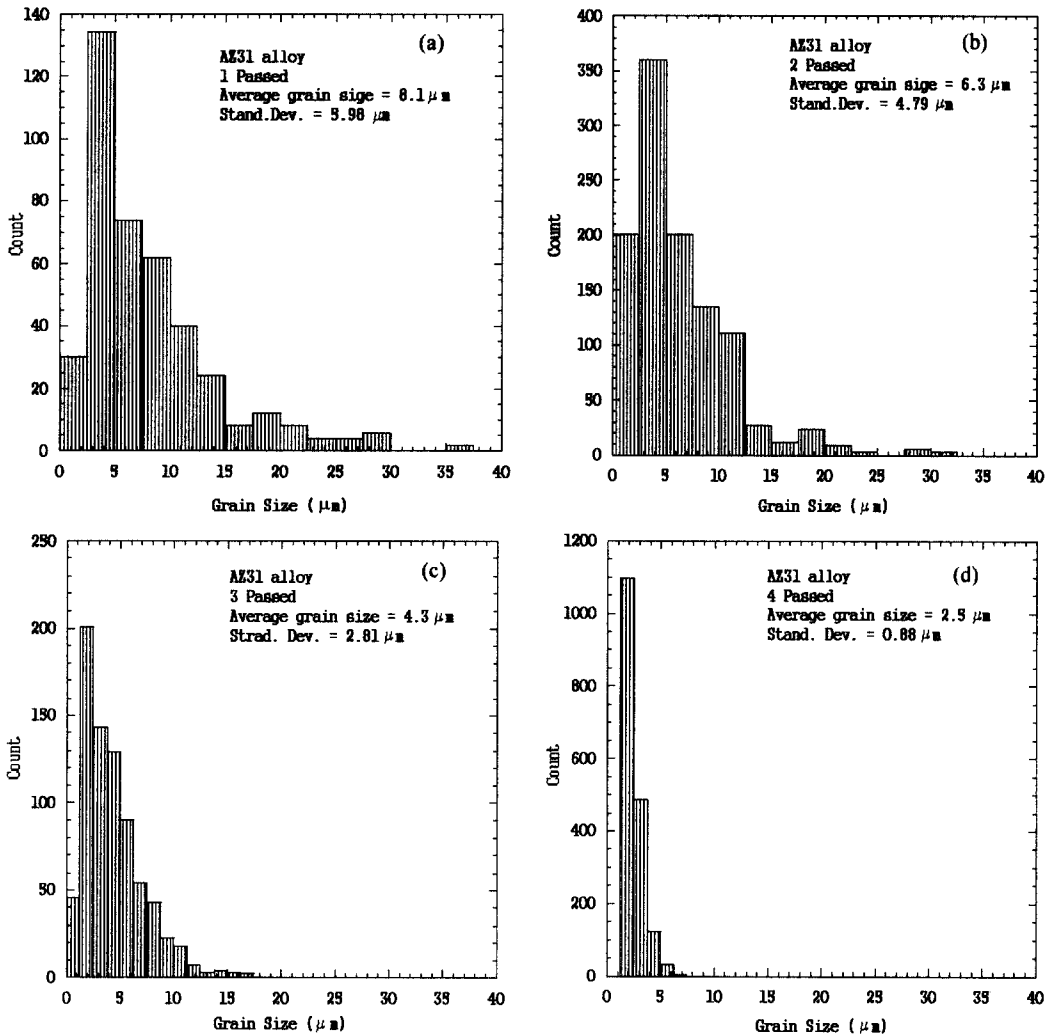 (a)
AZ31 alloy
1 Passed
Average grain sige = 8.1 μm
Stand.Dev. = 5.98 μm
140
120
100
80
60
40
20
0
Count
0 5 10 15 20 25 30 35 40
Grain Size (μm)
(b)
AZ31 alloy
2 Passed
Average grain sige = 6.3 μm
Stand.Dev. = 4.79 μm
400
350
300
250
200
150
100
50
0
Count
0 5 10 15 20 25 30 35 40
Grain Size (μm)
(c)
AZ31 alloy
3 Passed
Average grain size = 4.3 μm
Strad. Dev. = 2.81 μm
250
200
150
100
50
0
Count
0 5 10 15 20 25 30 35 40
Grain Size (μm)
(d)
AZ31 alloy
4 Passed
Average grain size = 2.5 μm
Stand. Dev. = 0.88 μm
1200
1000
800
600
400
200
0
Count
0 5 10 15 20 25 30 35 40
Grain Size (μm)